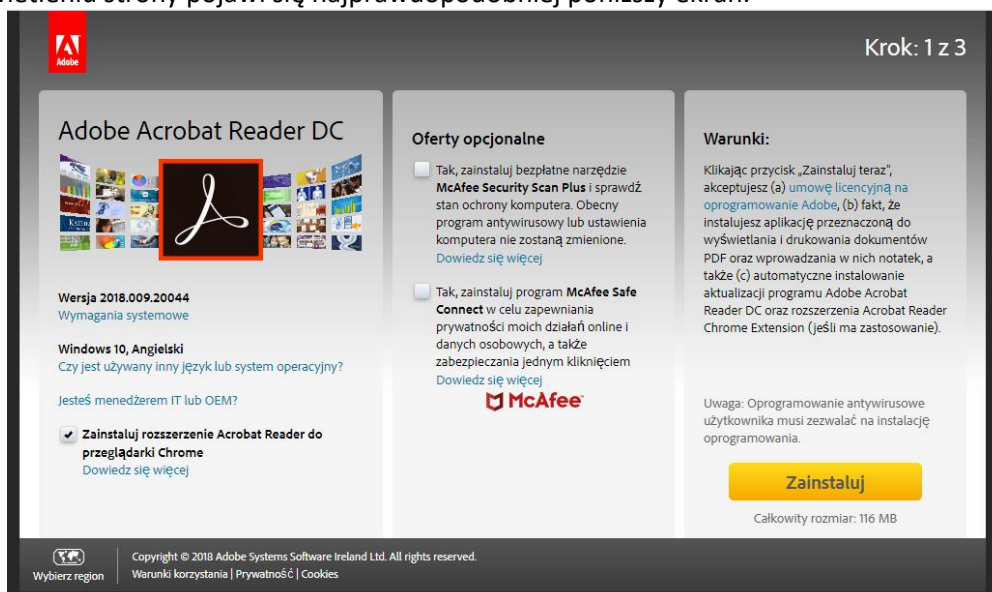 wietleniu strony pojawi się najprawdopodobniej poniższy ekran:
Adobe
Krok: 1 z 3
Adobe Acrobat Reader DC
Wersja 2018.009.20044
Wymagania systemowe
Windows 10, Angielski
Czy jest używany inny język lub system operacyjny?
Jesteś menedżerem IT lub OEM?
Zainstaluj rozszerzenie Acrobat Reader do
przeglądarki Chrome
Dowiedz się więcej
Oferty opcjonalne
Tak, zainstaluj bezpłatne narzędzie
McAfee Security Scan Plus i sprawdź
stan ochrony komputera. Obecny
program antywirusowy lub ustawienia
komputera nie zostaną zmienione.
Dowiedz się więcej
Tak, zainstaluj program McAfee Safe
Connect w celu zapewniania
prywatności moich działań online i
danych osobowych, a także
zabezpieczania jednym kliknięciem
Dowiedz się więcej
McAfee
Warunki:
Klikając przycisk „Zainstaluj teraz”,
akceptujesz (a) umowę licencyjną na
oprogramowanie Adobe, (b) fakt, że
instalujesz aplikację przeznaczoną do
wyświetlania i drukowania dokumentów
PDF oraz wprowadzania w nich notatek, a
także (c) automatyczne instalowanie
aktualizacji programu Adobe Acrobat
Reader DC oraz rozszerzenia Acrobat Reader
Chrome Extension (jeśli ma zastosowanie).
Uwaga: Oprogramowanie antywirusowe
użytkownika musi zezwalać na instalację
oprogramowania.
Zainstaluj
Całkowity rozmiar: 116 MB
Wybierz region
Copyright © 2018 Adobe Systems Software Ireland Ltd. All rights reserved.
Warunki korzystania | Prywatność | Cookies